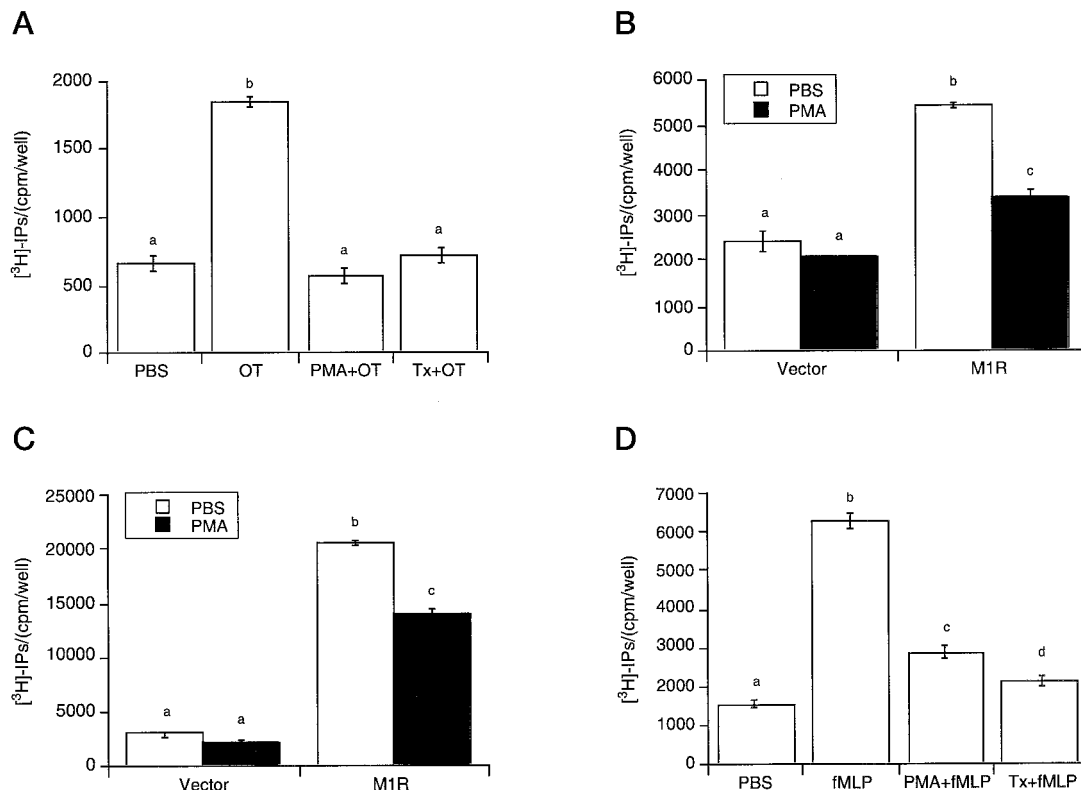 A
[³H]-IPs/(cpm/well)
2000
1500
1000
500
0
a
b
a
a
PBS
OT
PMA+OT
Tx+OT
B
[³H]-IPs/(cpm/well)
6000
5000
4000
3000
2000
1000
0
PBS
PMA
a
a
b
c
Vector
M1R
C
[³H]-IPs/(cpm/well)
25000
20000
15000
10000
5000
0
PBS
PMA
a
a
b
c
Vector
M1R
D
[³H]-IPs/(cpm/well)
7000
6000
5000
4000
3000
2000
1000
0
a
b
c
d
PBS
fMLP
PMA+fMLP
Tx+fMLP